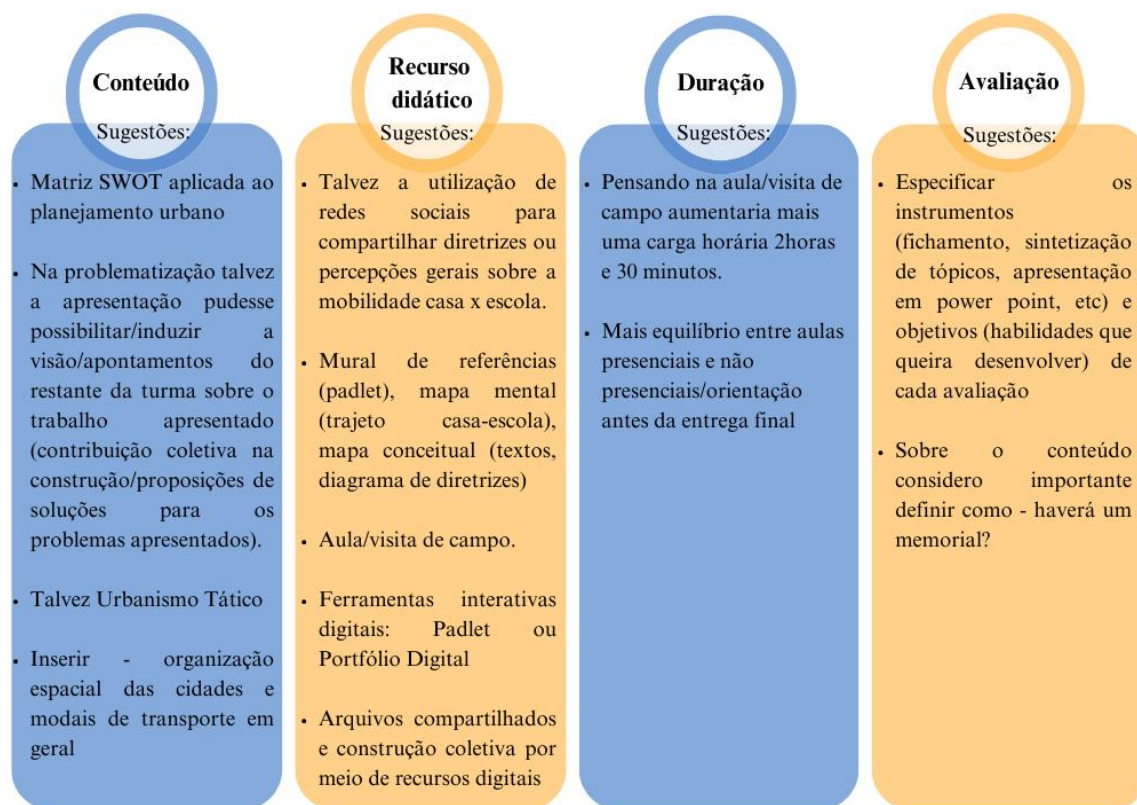 Conteúdo
Sugestões:
• Matriz SWOT aplicada ao
planejamento urbano
• Na problematização talvez
a apresentação pudesse
possibilitar/induzir a
visão/apontamentos do
restante da turma sobre o
trabalho apresentado
(contribuição coletiva na
construção/proposições de
soluções para os
problemas apresentados).
• Talvez Urbanismo Tático
• Inserir - organização
espacial das cidades e
modais de transporte em
geral
Recurso
didático
Sugestões:
• Talvez a utilização de
redes sociais para
compartilhar diretrizes ou
percepções gerais sobre a
mobilidade casa x escola.
• Mural de referências
(padlet), mapa mental
(trajeto casa-escola),
mapa conceitual (textos,
diagrama de diretrizes)
• Aula/visita de campo.
• Ferramentas interativas
digitais: Padlet ou
Portfólio Digital
• Arquivos compartilhados
e construção coletiva por
meio de recursos digitais
Duração
Sugestões:
• Pensando na aula/visita de
campo aumentaria mais
uma carga horária 2horas
e 30 minutos.
• Mais equilíbrio entre aulas
presenciais e não
presenciais/orientação
antes da entrega final
Avaliação
Sugestões:
• Especificar os
instrumentos
(fichamento, sintetização
de tópicos, apresentação
em power point, etc) e
objetivos (habilidades que
queira desenvolver) de
cada avaliação
• Sobre o conteúdo
considero importante
definir como - haverá um
memorial?